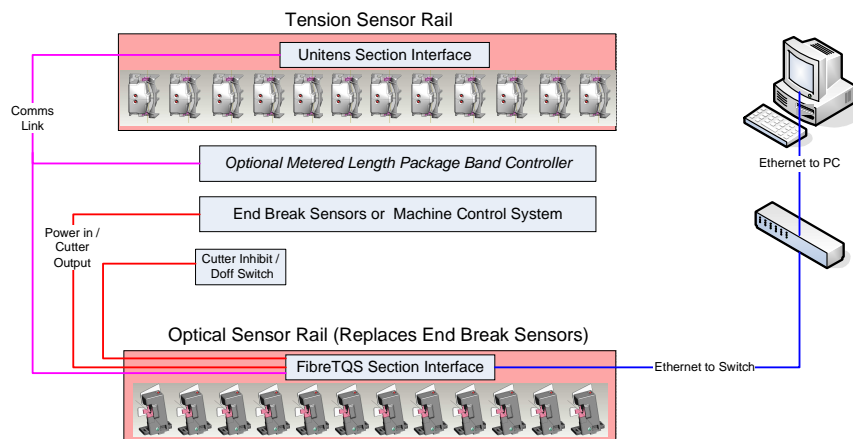 Tension Sensor Rail
Unitens Section Interface
Comms
Link
Optional Metered Length Package Band Controller
Ethernet to PC
End Break Sensors or Machine Control System
Power in /
Cutter
Output
Cutter Inhibit /
Doff Switch
Optical Sensor Rail (Replaces End Break Sensors)
FibreTQS Section Interface
Ethernet to Switch